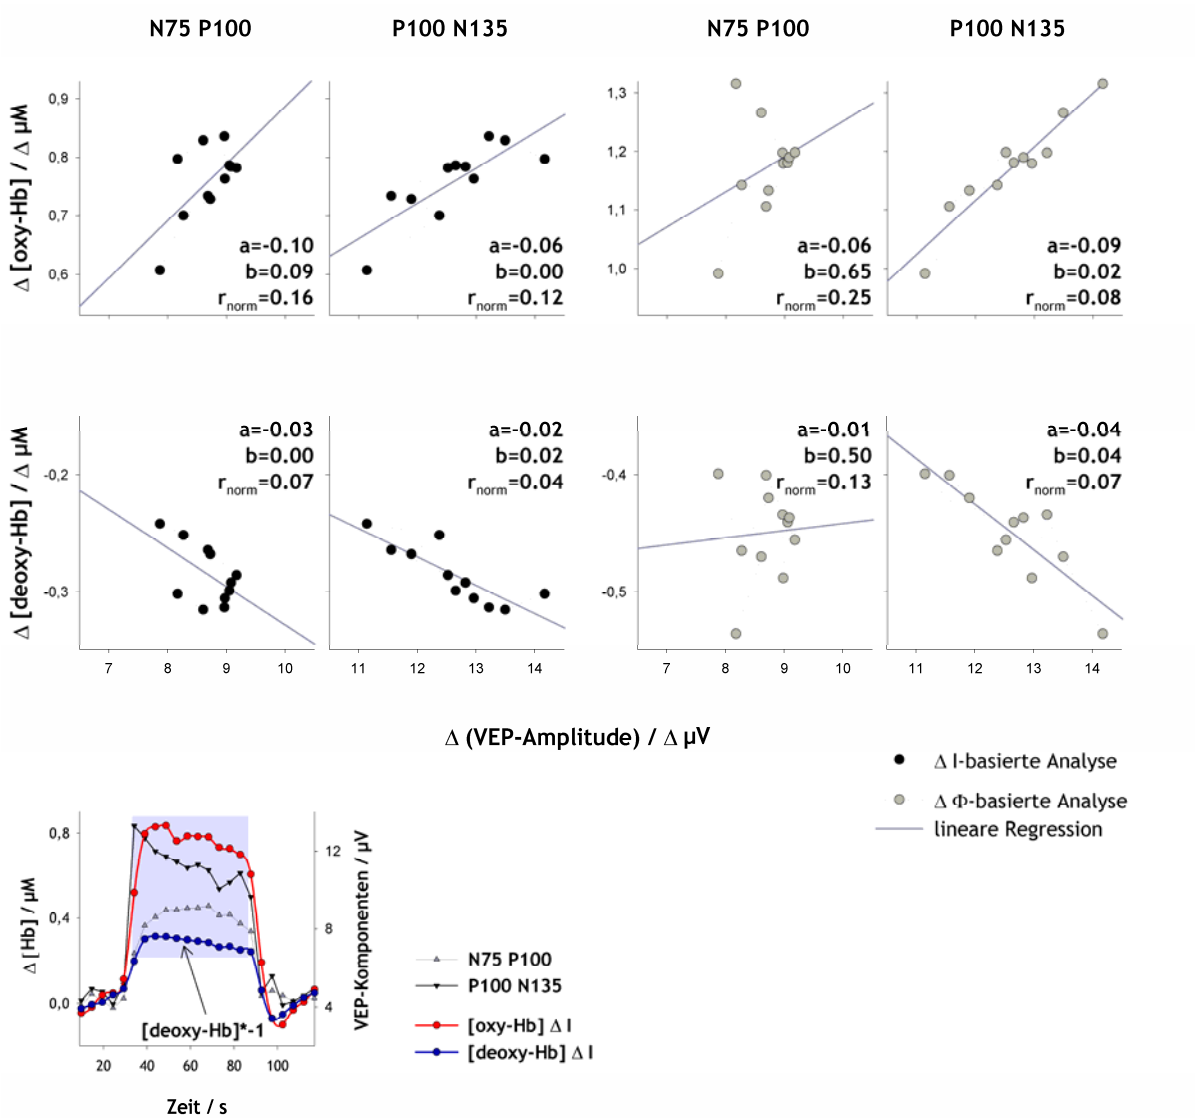 N75 P100 P100 N135 N75 P100 P100 N135
Δ [oxy-Hb] / Δ µM
0,9
0,8
0,7
0,6
a=-0.10
b=0.09
rnorm=0.16
a=-0.06
b=0.00
rnorm=0.12
1,3
1,2
1,1
1,0
a=-0.06
b=0.65
rnorm=0.25
a=-0.09
b=0.02
rnorm=0.08
Δ [deoxy-Hb] / Δ µM
-0,2
-0,3
a=-0.03
b=0.00
rnorm=0.07
a=-0.02
b=0.02
rnorm=0.04
-0,4
-0,5
a=-0.01
b=0.50
rnorm=0.13
a=-0.04
b=0.04
rnorm=0.07
7 8 9 10 11 12 13 14 7 8 9 10 11 12 13 14
Δ (VEP-Amplitude) / Δ µV
Δ I-basierte Analyse
Δ Φ-basierte Analyse
lineare Regression
Δ [Hb] / µM
0,8
0,4
0,0
12
8
4
VEP-Komponenten / µV
[deoxy-Hb]*-1
20 40 60 80 100
Zeit / s
N75 P100
P100 N135
[oxy-Hb] Δ I
[deoxy-Hb] Δ I